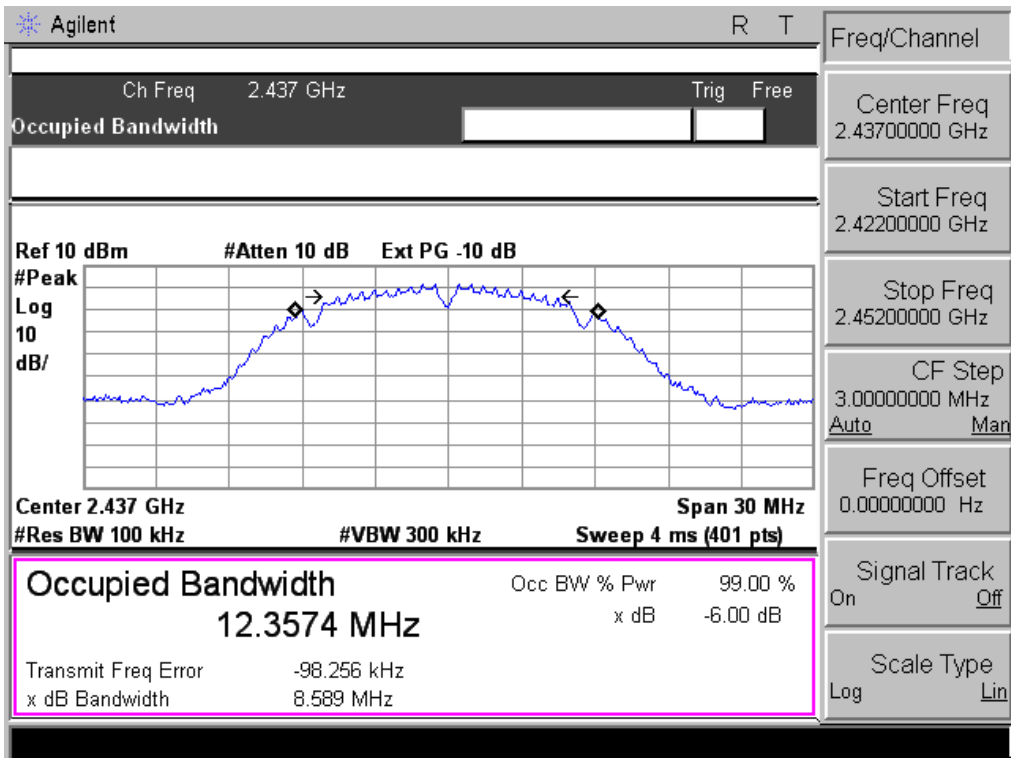 Agilent R T
Ch Freq 2.437 GHz Trig Free
Occupied Bandwidth
Ref 10 dBm #Atten 10 dB Ext PG -10 dB
#Peak
Log
10
dB/
Center 2.437 GHz Span 30 MHz
#Res BW 100 kHz #VBW 300 kHz Sweep 4 ms (401 pts)
Occupied Bandwidth
12.3574 MHz
Occ BW % Pwr 99.00 %
x dB -6.00 dB
Transmit Freq Error -98.256 kHz
x dB Bandwidth 8.589 MHz
Freq/Channel
Center Freq
2.43700000 GHz
Start Freq
2.42200000 GHz
Stop Freq
2.45200000 GHz
CF Step
3.00000000 MHz
Auto Man
Freq Offset
0.00000000 Hz
Signal Track
On Off
Scale Type
Log Lin